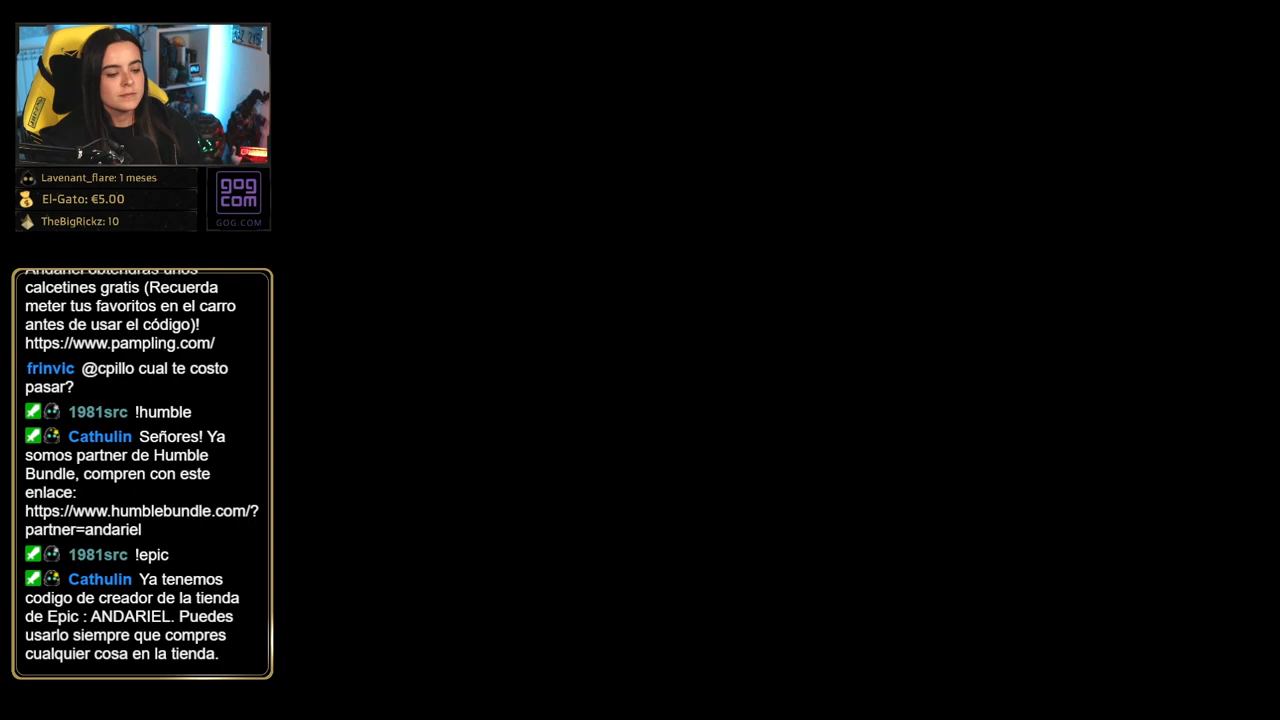 Lavenant_flare: 1 meses
El-Gato: €5.00
TheBigRickz: 10
gog
com
GOG.COM
Andariel obtendrás unos
calcetines gratis (Recuerda
meter tus favoritos en el carro
antes de usar el código)!
https://www.pampling.com/
frinvic @cpillo cual te costo
pasar?
1981src !humble
Cathulin Señores! Ya
somos partner de Humble
Bundle, compren con este
enlace:
https://www.humblebundle.com/?
partner=andariel
1981src !epic
Cathulin Ya tenemos
codigo de creador de la tienda
de Epic : ANDARIEL. Puedes
usarlo siempre que compres
cualquier cosa en la tienda.